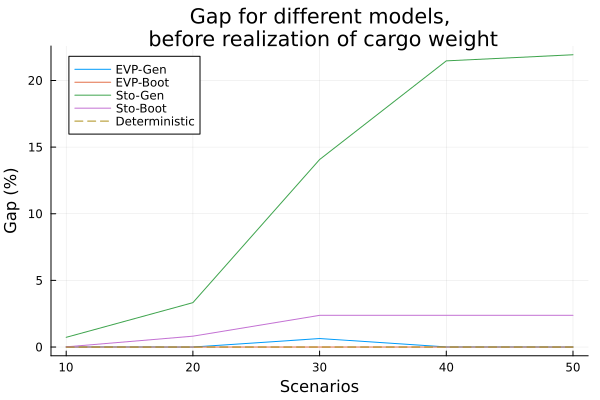 Gap for different models,
before realization of cargo weight
EVP-Gen
EVP-Boot
Sto-Gen
Sto-Boot
Deterministic
Gap (%)
20
15
10
5
0
10 20 30 40 50
Scenarios